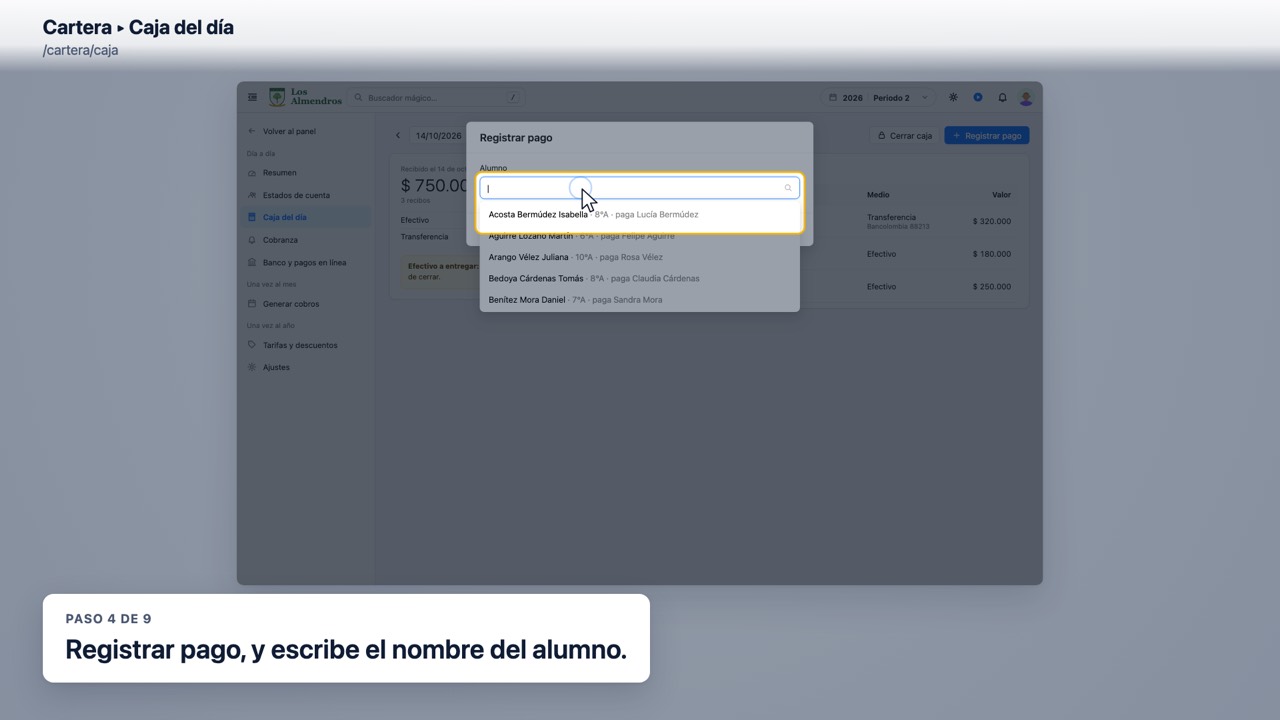 Cartera ▸ Caja del día
/cartera/caja
Los Almendros
Buscador mágico...
/
2026 Periodo 2
Volver al panel
Día a día
Resumen
Estados de cuenta
Caja del día
Cobranza
Banco y pagos en línea
Una vez al mes
Generar cobros
Una vez al año
Tarifas y descuentos
Ajustes
14/10/2026
Cerrar caja
+ Registrar pago
Recibido el 14 de
$ 750.00
3 recibos
Efectivo
Transferencia
Efectivo a entregar:
de cerrar.
Medio Valor
Transferencia $ 320.000
Bancolombia 88213
Efectivo $ 180.000
Efectivo $ 250.000
Registrar pago
Alumno
Acosta Bermúdez Isabella · 8°A · paga Lucía Bermúdez
Aguirre Lozano Martín · 6°A · paga Felipe Aguirre
Arango Vélez Juliana · 10°A · paga Rosa Vélez
Bedoya Cárdenas Tomás · 8°A · paga Claudia Cárdenas
Benítez Mora Daniel · 7°A · paga Sandra Mora
PASO 4 DE 9
Registrar pago, y escribe el nombre del alumno.